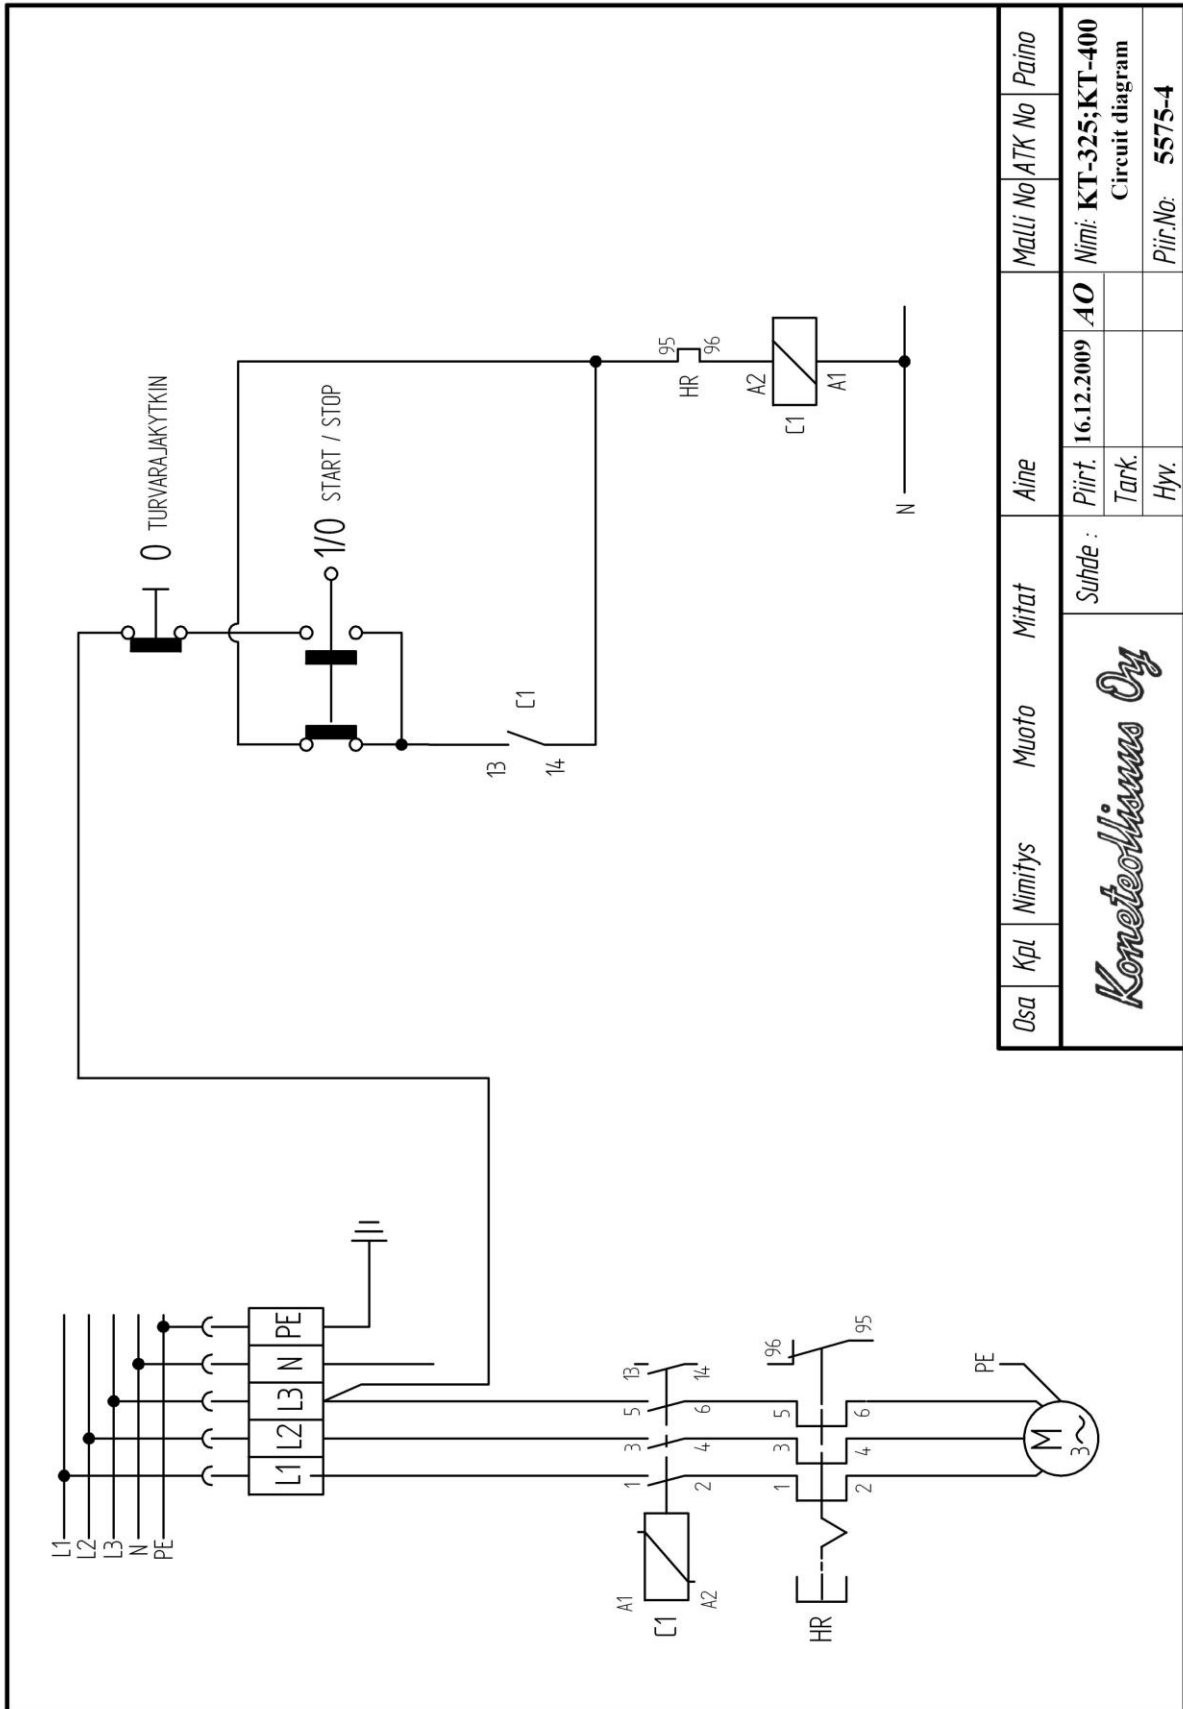 L1
L2
L3
N
PE
L1 L2 L3 N PE
A1
C1
A2
1 3 5 13
2 4 6 14
HR
1 3 5 96
2 4 6 95
M
3~
PE
0 TURVARAJAKYTKIN
1/0 START / STOP
13
14
C1
95
HR
96
A2
C1
A1
N
Osa Kpl Nimitys Muoto Mitat Aine Malli No ATK No Paino
Koneteollisuus Oy
Suhde :
Piirt. 16.12.2009 AO
Tark.
Hyv.
Nimi: KT-325;KT-400
Circuit diagram
Piir.No: 5575-4